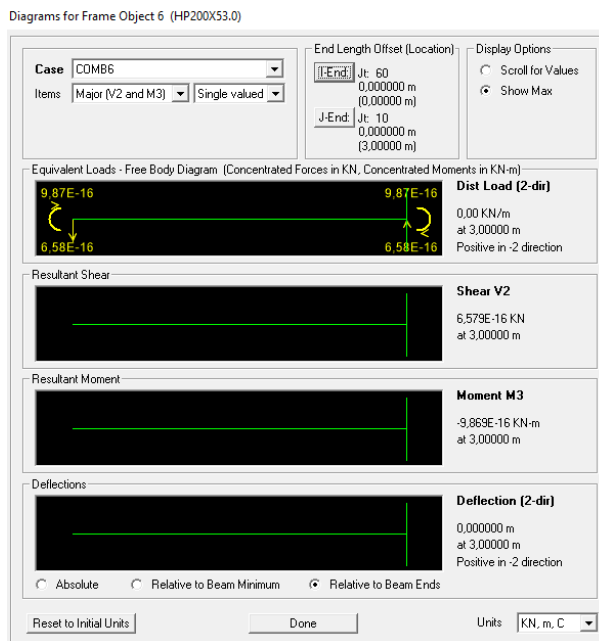 Diagrams for Frame Object 6 (HP200X53.0)
Case COMB6
Items Major (V2 and M3) Single valued
End Length Offset (Location)
I-End: Jt: 60
0,000000 m
(0,00000 m)
J-End: Jt: 10
0,000000 m
(3,00000 m)
Display Options
Scroll for Values
Show Max
Equivalent Loads - Free Body Diagram (Concentrated Forces in KN, Concentrated Moments in KN-m)
9,87E-16 9,87E-16
6,58E-16 6,58E-16
Dist Load (2-dir)
0,00 KN/m
at 3,00000 m
Positive in -2 direction
Resultant Shear
Shear V2
6,579E-16 KN
at 3,00000 m
Resultant Moment
Moment M3
-9,869E-16 KN-m
at 3,00000 m
Deflections
Deflection (2-dir)
0,000000 m
at 3,00000 m
Positive in -2 direction
Absolute Relative to Beam Minimum Relative to Beam Ends
Reset to Initial Units Done Units KN, m, C